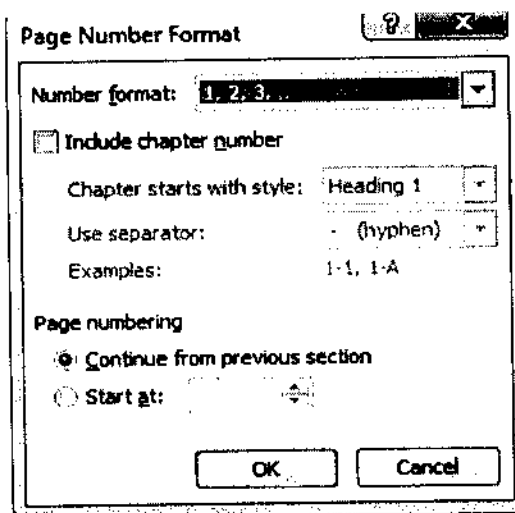 Page Number Format
Number format: 1, 2, 3, ...
Include chapter number
Chapter starts with style: Heading 1
Use separator: - (hyphen)
Examples: 1-1, 1-A
Page numbering
Continue from previous section
Start at:
OK Cancel